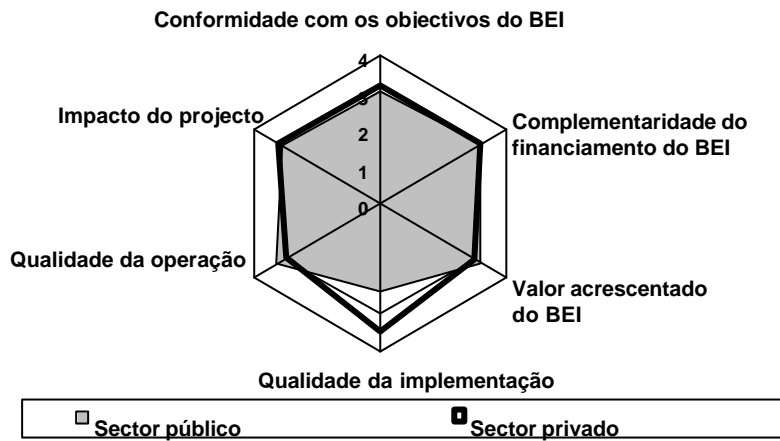 Conformidade com os objectivos do BEI
4
Impacto do projecto
3
Complementaridade do
financiamento do BEI
2
1
0
Qualidade da operação
Valor acrescentado
do BEI
Qualidade da implementação
Sector público
Sector privado